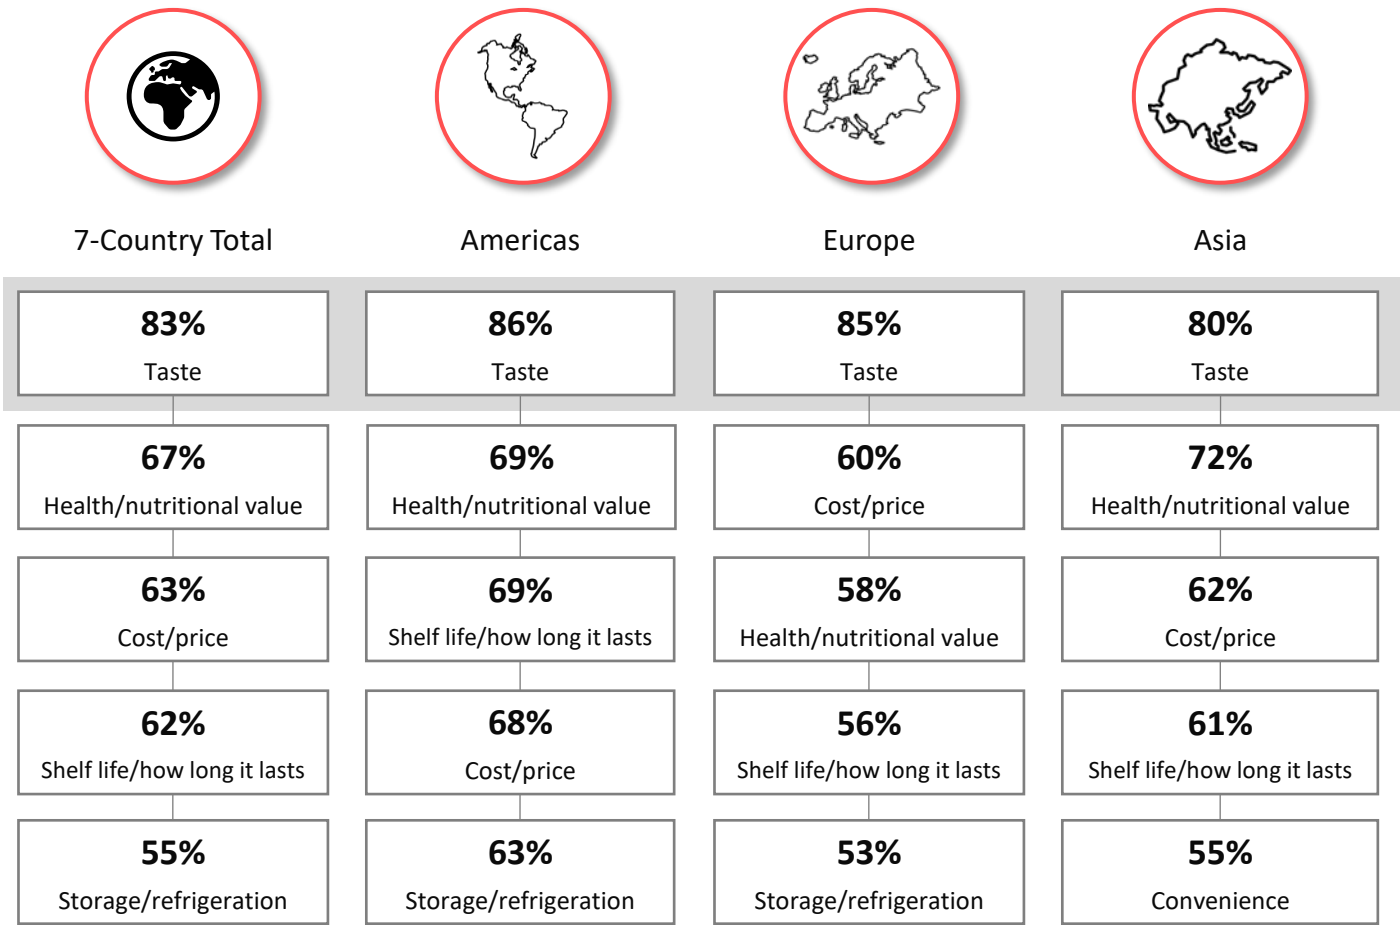 7-Country Total
Americas
Europe
Asia
83%
Taste
86%
Taste
85%
Taste
80%
Taste
67%
Health/nutritional value
69%
Health/nutritional value
60%
Cost/price
72%
Health/nutritional value
63%
Cost/price
69%
Shelf life/how long it lasts
58%
Health/nutritional value
62%
Cost/price
62%
Shelf life/how long it lasts
68%
Cost/price
56%
Shelf life/how long it lasts
61%
Shelf life/how long it lasts
55%
Storage/refrigeration
63%
Storage/refrigeration
53%
Storage/refrigeration
55%
Convenience